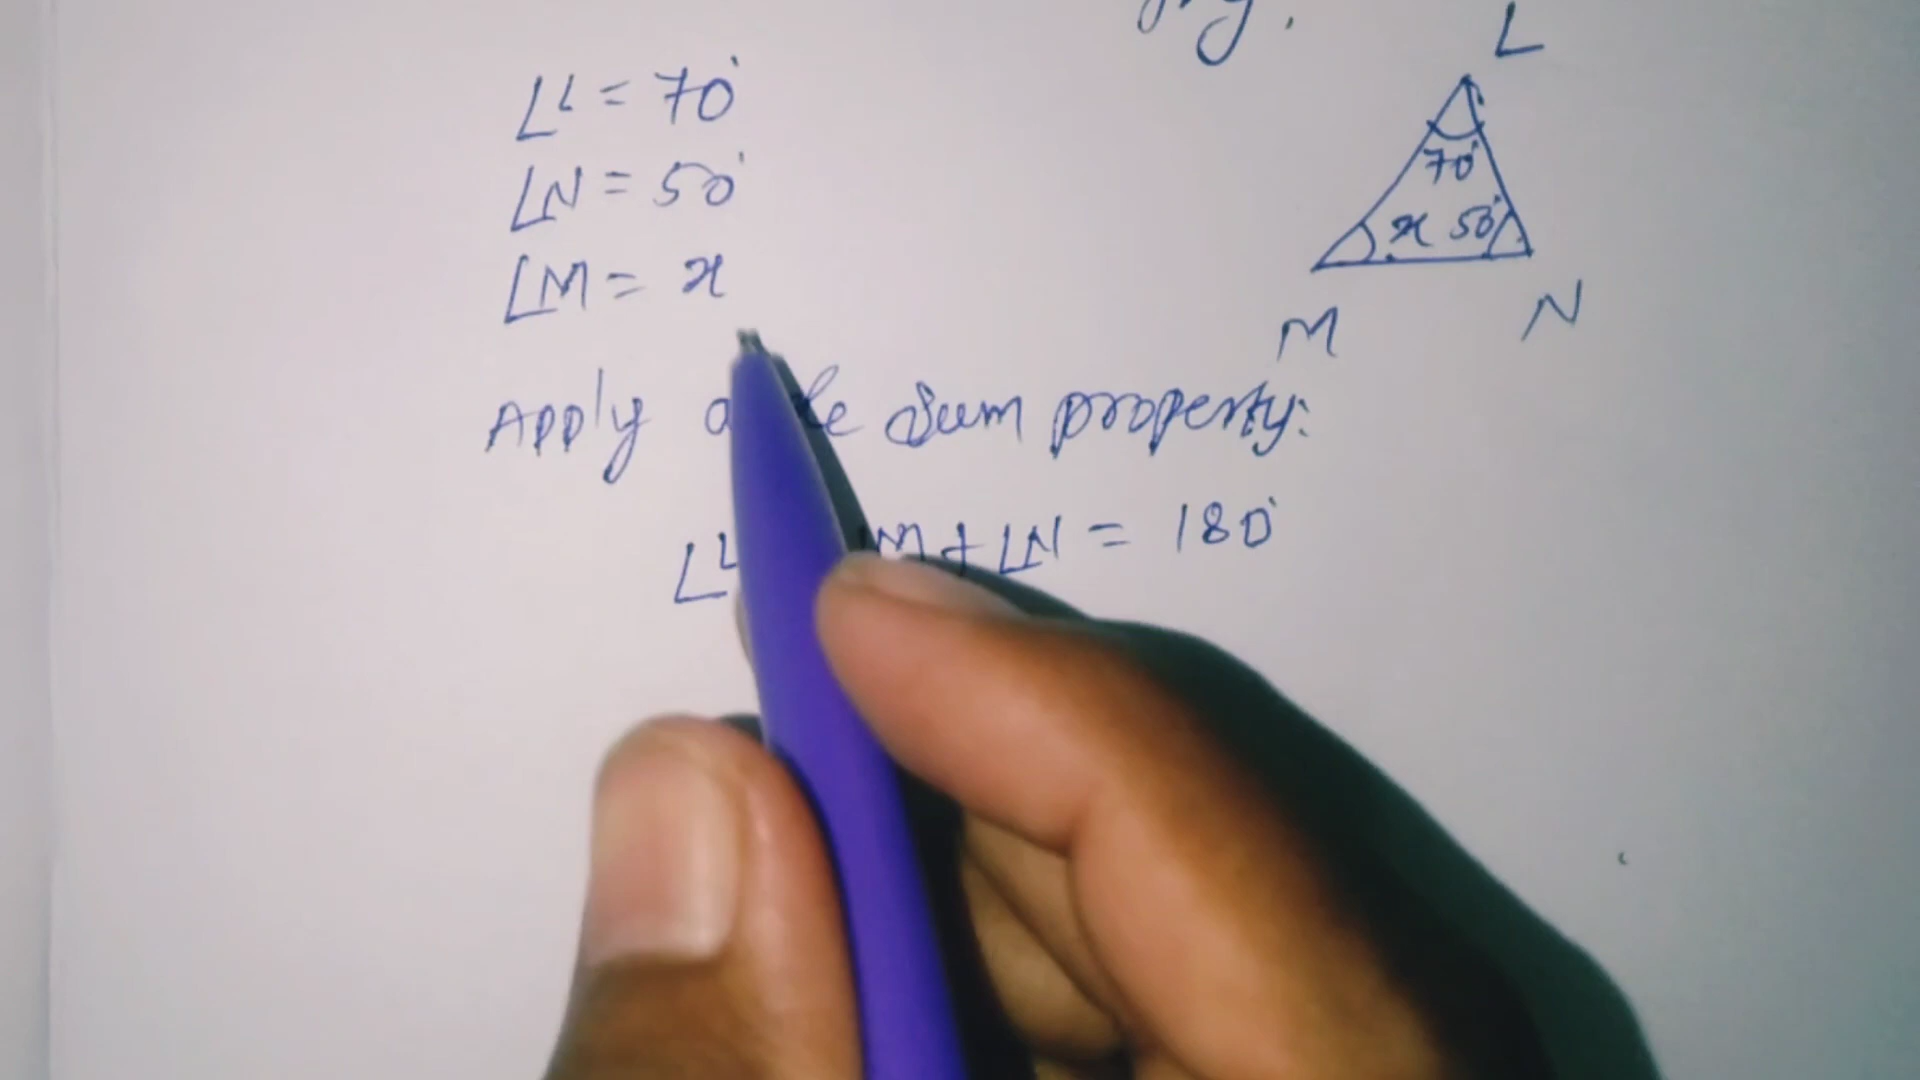 L
∠L = 70°
∠N = 50°
∠M = x
70°
x 50°
M N
Apply Sum property:
∠L M + ∠N = 180°